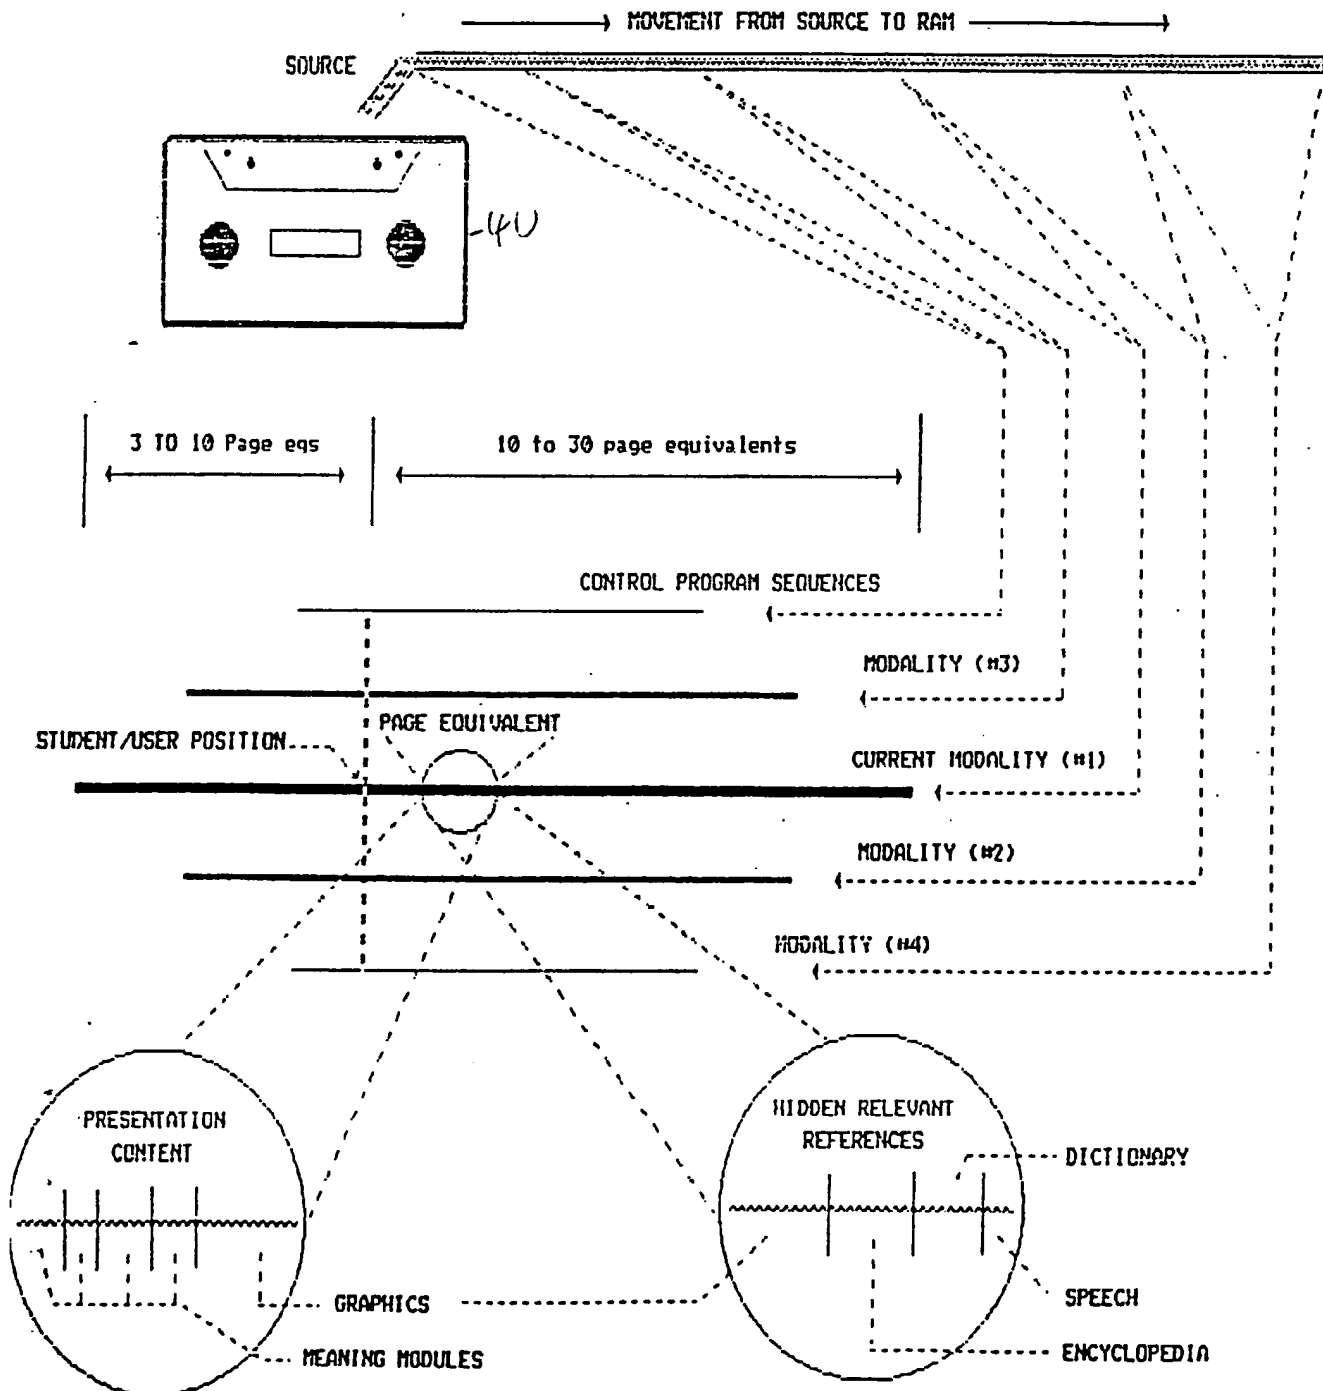 MOVEMENT FROM SOURCE TO RAM
SOURCE
40
3 TO 10 Page eqs
10 to 30 page equivalents
CONTROL PROGRAM SEQUENCES
MODALITY (#3)
PAGE EQUIVALENT
STUDENT/USER POSITION
CURRENT MODALITY (#1)
MODALITY (#2)
MODALITY (#4)
PRESENTATION
CONTENT
HIDDEN RELEVANT
REFERENCES
DICTIONARY
GRAPHICS
SPEECH
MEANING MODULES
ENCYCLOPEDIA